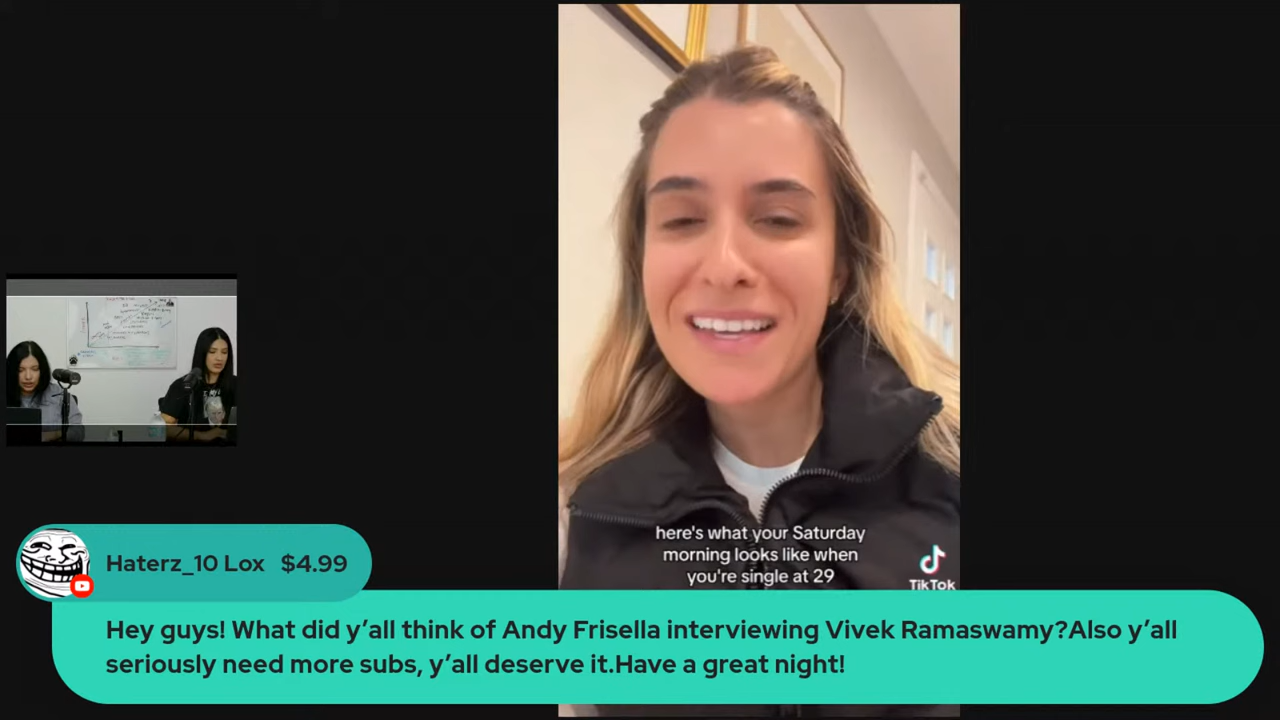 here's what your Saturday
morning looks like when
you're single at 29
TikTok
Haterz_10 Lox $4.99
Hey guys! What did y’all think of Andy Frisella interviewing Vivek Ramaswamy?Also y’all
seriously need more subs, y’all deserve it.Have a great night!